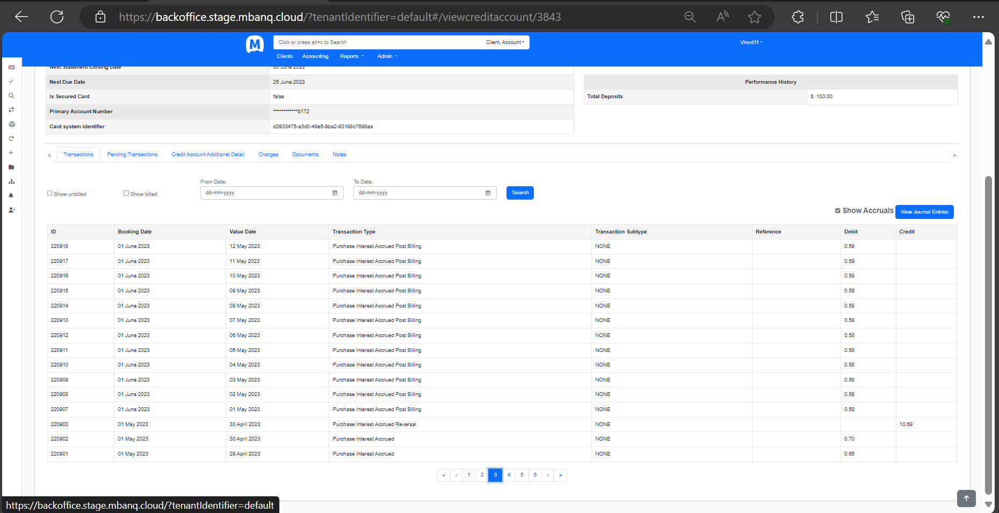 https://backoffice.stage.mbanq.cloud/?tenantIdentifier=default#/viewcreditaccount/3843
M
Click or press alt+x to Search Client, Account
Vinod11
Clients Accounting Reports Admin
Next Statement Closing Date 30 June 2023
Next Due Date 25 June 2023
Is Secured Card false
Primary Account Number ************8172
Card system identifier d2933475-a3d0-49e5-9ba2-93198c7698aa
Performance History
Total Deposits $ 100.00
< Transactions Pending Transactions Credit Account Additional Detail Charges Documents Notes >
From Date: To Date:
Show unbilled Show billed dd-mm-yyyy dd-mm-yyyy Search
Show Accruals View Journal Entries
ID Booking Date Value Date Transaction Type Transaction Subtype Reference Debit Credit
220918 01 June 2023 12 May 2023 Purchase Interest Accrued Post Billing NONE 0.59
220917 01 June 2023 11 May 2023 Purchase Interest Accrued Post Billing NONE 0.59
220916 01 June 2023 10 May 2023 Purchase Interest Accrued Post Billing NONE 0.58
220915 01 June 2023 09 May 2023 Purchase Interest Accrued Post Billing NONE 0.58
220914 01 June 2023 08 May 2023 Purchase Interest Accrued Post Billing NONE 0.58
220913 01 June 2023 07 May 2023 Purchase Interest Accrued Post Billing NONE 0.58
220912 01 June 2023 06 May 2023 Purchase Interest Accrued Post Billing NONE 0.58
220911 01 June 2023 05 May 2023 Purchase Interest Accrued Post Billing NONE 0.58
220910 01 June 2023 04 May 2023 Purchase Interest Accrued Post Billing NONE 0.58
220909 01 June 2023 03 May 2023 Purchase Interest Accrued Post Billing NONE 0.58
220908 01 June 2023 02 May 2023 Purchase Interest Accrued Post Billing NONE 0.58
220907 01 June 2023 01 May 2023 Purchase Interest Accrued Post Billing NONE 0.58
220903 01 May 2023 30 April 2023 Purchase Interest Accrued Reversal NONE 10.69
220902 01 May 2023 30 April 2023 Purchase Interest Accrued NONE 0.70
220901 01 May 2023 29 April 2023 Purchase Interest Accrued NONE 0.65
« ‹ 1 2 3 4 5 6 › »
https://backoffice.stage.mbanq.cloud/?tenantIdentifier=default